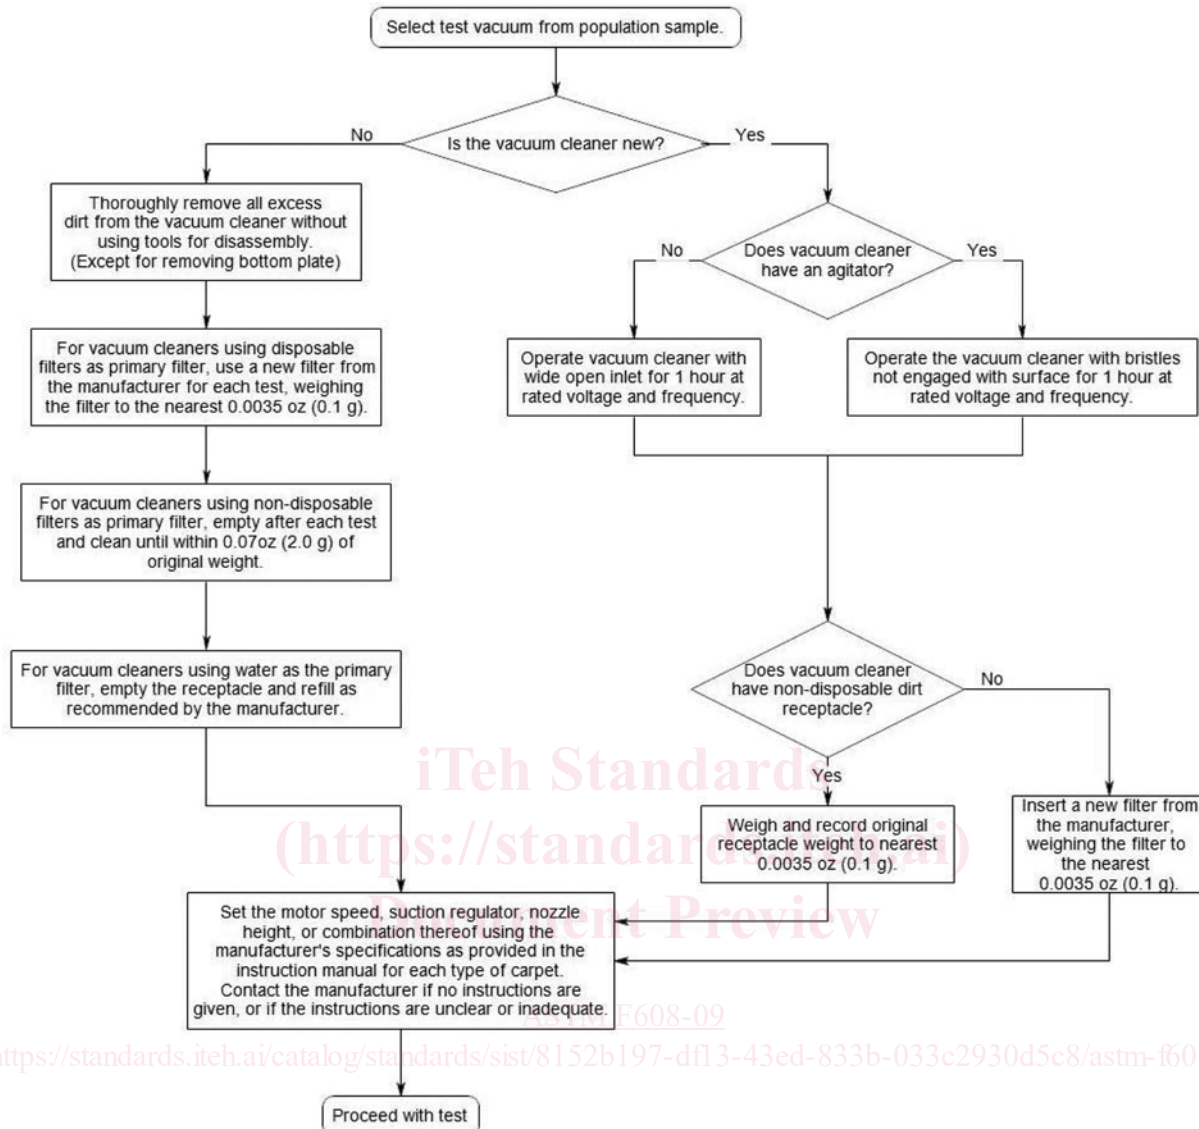 Select test vacuum from population sample.
No
Is the vacuum cleaner new?
Yes
Thoroughly remove all excess
dirt from the vacuum cleaner without
using tools for disassembly.
(Except for removing bottom plate)
No
Does vacuum cleaner
have an agitator?
Yes
For vacuum cleaners using disposable
filters as primary filter, use a new filter from
the manufacturer for each test, weighing
the filter to the nearest 0.0035 oz (0.1 g).
Operate vacuum cleaner with
wide open inlet for 1 hour at
rated voltage and frequency.
Operate the vacuum cleaner with bristles
not engaged with surface for 1 hour at
rated voltage and frequency.
For vacuum cleaners using non-disposable
filters as primary filter, empty after each test
and clean until within 0.07oz (2.0 g) of
original weight.
For vacuum cleaners using water as the primary
filter, empty the receptacle and refill as
recommended by the manufacturer.
Does vacuum cleaner
have non-disposable dirt
receptacle?
No
Yes
iTeh Standards
(https://standards.iteh.ai)
Document Preview
Weigh and record original
receptacle weight to nearest
0.0035 oz (0.1 g).
Insert a new filter from
the manufacturer,
weighing the filter to
the nearest
0.0035 oz (0.1 g).
Set the motor speed, suction regulator, nozzle
height, or combination thereof using the
manufacturer's specifications as provided in the
instruction manual for each type of carpet.
Contact the manufacturer if no instructions are
given, or if the instructions are unclear or inadequate.
ASTM F608-09
https://standards.iteh.ai/catalog/standards/sist/8152b197-df13-43ed-833b-033c2930d5c8/astm-f60
Proceed with test